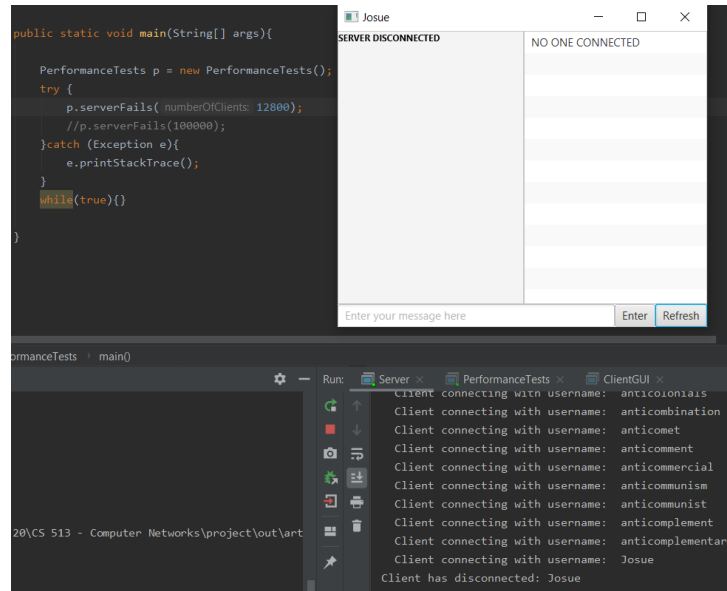 public static void main(String[] args){
PerformanceTests p = new PerformanceTests();
try {
p.serverFails( numberOfClients: 12800);
//p.serverFails(100000);
}catch (Exception e){
e.printStackTrace();
}
while(true){}
}
Josue
SERVER DISCONNECTED
NO ONE CONNECTED
Enter your message here
Enter
Refresh
ormanceTests › main()
Run: Server × PerformanceTests × ClientGUI ×
Client connecting with username: anticolonials
Client connecting with username: anticombination
Client connecting with username: anticomet
Client connecting with username: anticomment
Client connecting with username: anticommercial
Client connecting with username: anticommunism
Client connecting with username: anticommunist
Client connecting with username: anticomplement
Client connecting with username: anticomplementar
Client connecting with username: Josue
Client has disconnected: Josue
20\CS 513 - Computer Networks\project\out\art